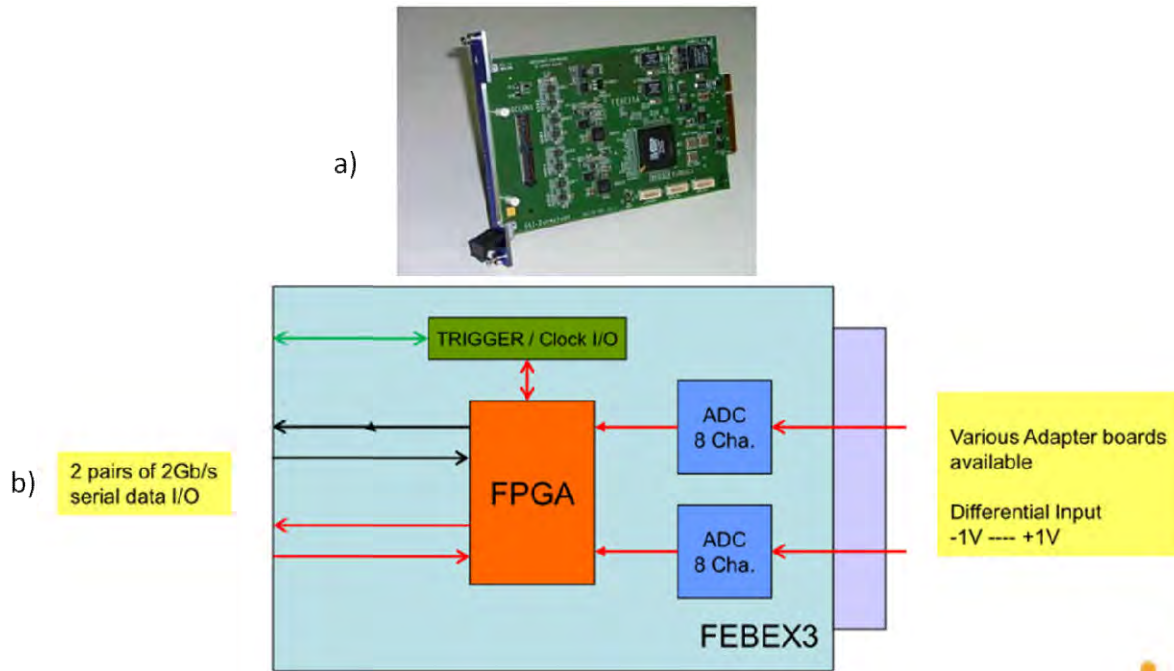 a)
TRIGGER / Clock I/O
ADC
8 Cha.
Various Adapter boards
available
b)
2 pairs of 2Gb/s
serial data I/O
FPGA
Differential Input
-1V ---- +1V
ADC
8 Cha.
FEBEX3